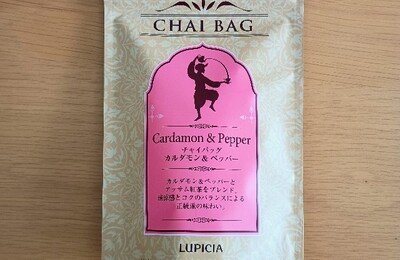 CHAI BAG
Cardamon & Pepper
チャイバッグ
カルダモン & ペッパー
カルダモン&ペッパーと
アッサム紅茶をブレンド。
清涼感とコクのバランスによる
正統派の味わい。
LUPICIA